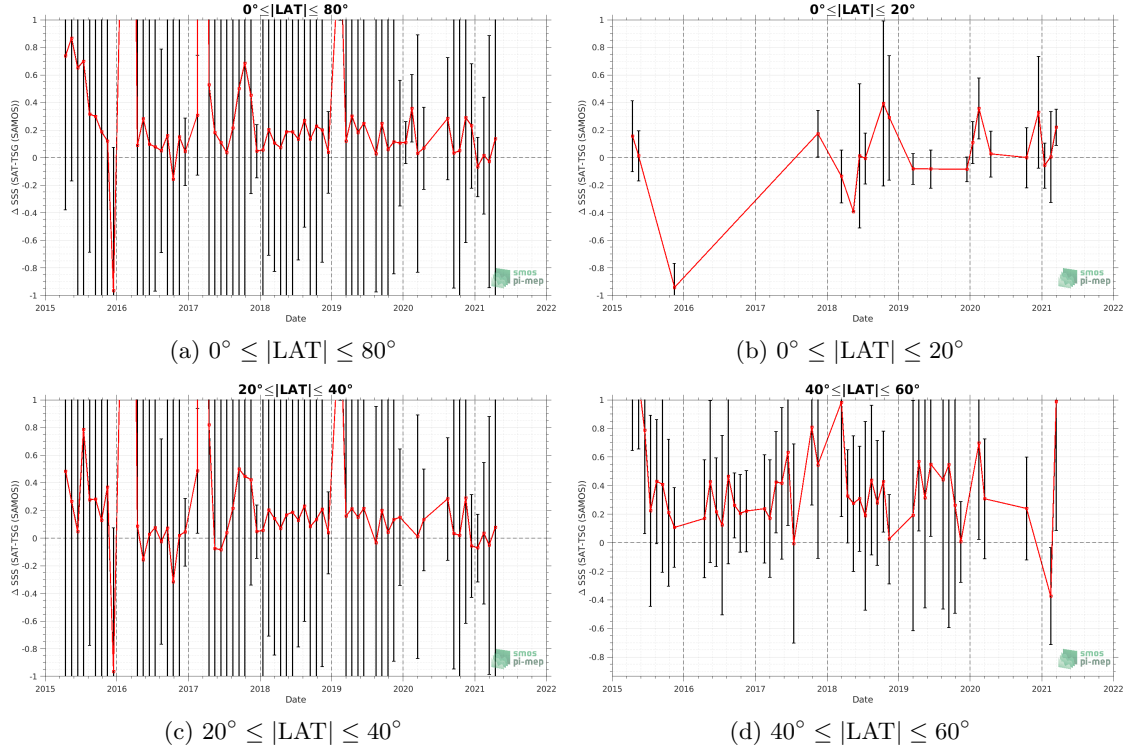 0°≤|LAT|≤ 80°
Δ SSS (SAT-TSG (SAMOS))
1
0.8
0.6
0.4
0.2
0
-0.2
-0.4
-0.6
-0.8
-1
2015 2016 2017 2018 2019 2020 2021 2022
Date
smos
pi-mep
(a) 0° ≤ |LAT| ≤ 80°
0°≤|LAT|≤ 20°
Δ SSS (SAT-TSG (SAMOS))
1
0.8
0.6
0.4
0.2
0
-0.2
-0.4
-0.6
-0.8
-1
2015 2016 2017 2018 2019 2020 2021 2022
Date
smos
pi-mep
(b) 0° ≤ |LAT| ≤ 20°
20°≤|LAT|≤ 40°
Δ SSS (SAT-TSG (SAMOS))
1
0.8
0.6
0.4
0.2
0
-0.2
-0.4
-0.6
-0.8
-1
2015 2016 2017 2018 2019 2020 2021 2022
Date
smos
pi-mep
(c) 20° ≤ |LAT| ≤ 40°
40°≤|LAT|≤ 60°
Δ SSS (SAT-TSG (SAMOS))
1
0.8
0.6
0.4
0.2
0
-0.2
-0.4
-0.6
-0.8
2015 2016 2017 2018 2019 2020 2021 2022
Date
smos
pi-mep
(d) 40° ≤ |LAT| ≤ 60°